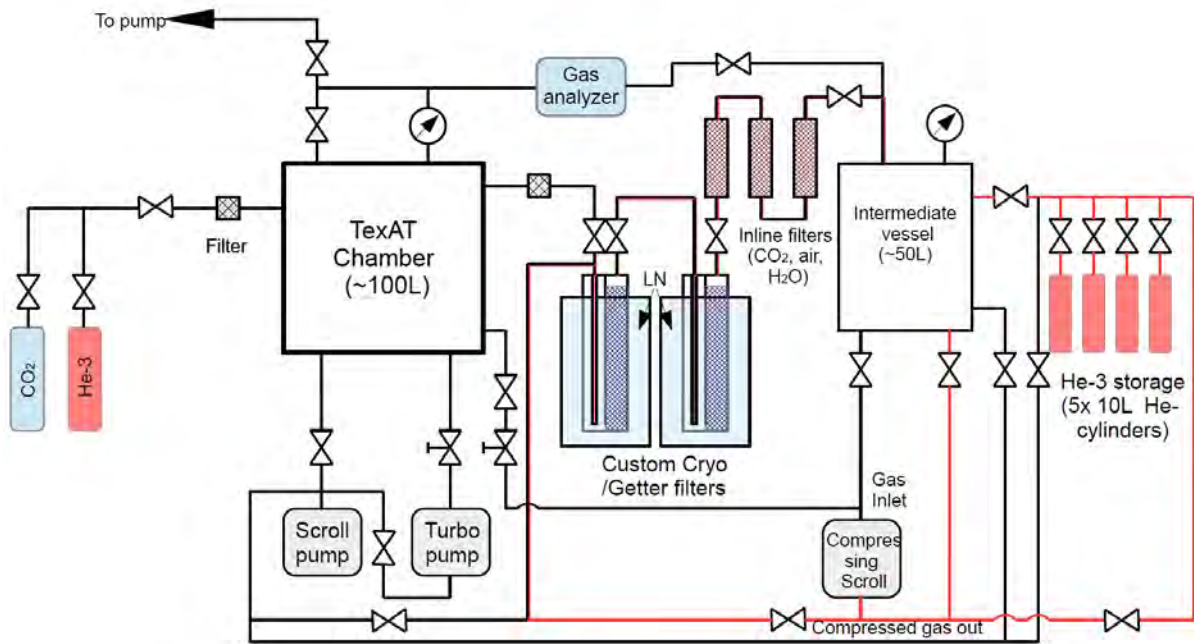 To pump
Gas
analyzer
TexAT
Chamber
(~100L)
Filter
CO₂
He-3
LN
Inline filters
(CO₂, air,
H₂O)
Intermediate
vessel
(~50L)
He-3 storage
(5x 10L He-
cylinders)
Custom Cryo
/Getter filters
Gas
Inlet
Scroll
pump
Turbo
pump
Compres
sing
Scroll
Compressed gas out